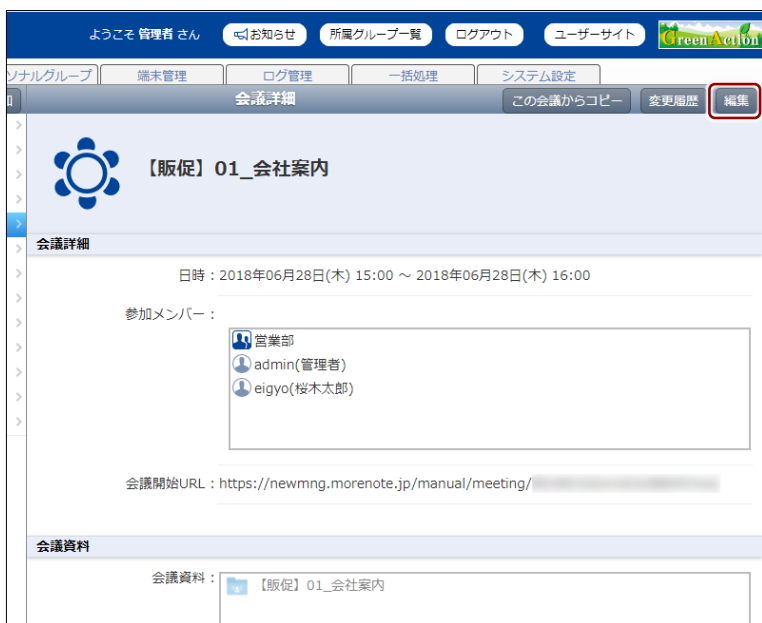 ようこそ 管理者 さん お知らせ 所属グループ一覧 ログアウト ユーザーサイト GreenAction
ソナルグループ 端末管理 ログ管理 一括処理 システム設定
会議詳細 この会議からコピー 変更履歴 編集
【販促】01_会社案内
会議詳細
日時：2018年06月28日(木) 15:00 ～ 2018年06月28日(木) 16:00
参加メンバー：
営業部
admin(管理者)
eigyo(桜木太郎)
会議開始URL：https://newmng.morenote.jp/manual/meeting/
会議資料
会議資料：
【販促】01_会社案内